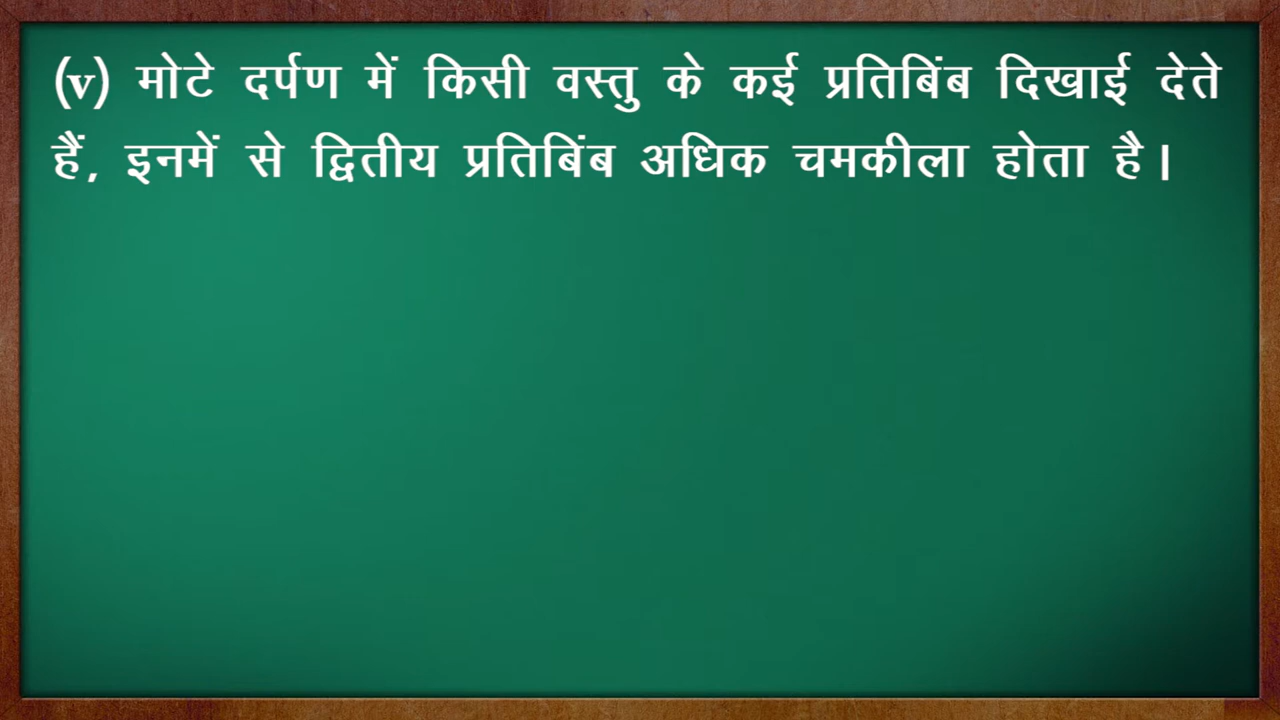 (v) मोटे दर्पण में किसी वस्तु के कई प्रतिबिंब दिखाई देते
हैं, इनमें से द्वितीय प्रतिबिंब अधिक चमकीला होता है।